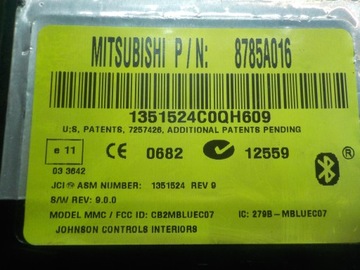 MITSUBISHI P/N: 8785A016
1351524C0QH609
U.S. PATENTS, 7257426, ADDITIONAL PATENTS PENDING
e 11 CE 0682 12559
03 3642
JCI ASM NUMBER: 1351524 REV 9
S/W REV: 9.0.0
MODEL MMC / FCC ID: CB2MBLUEC07 IC: 279B-MBLUEC07
JOHNSON CONTROLS INTERIORS